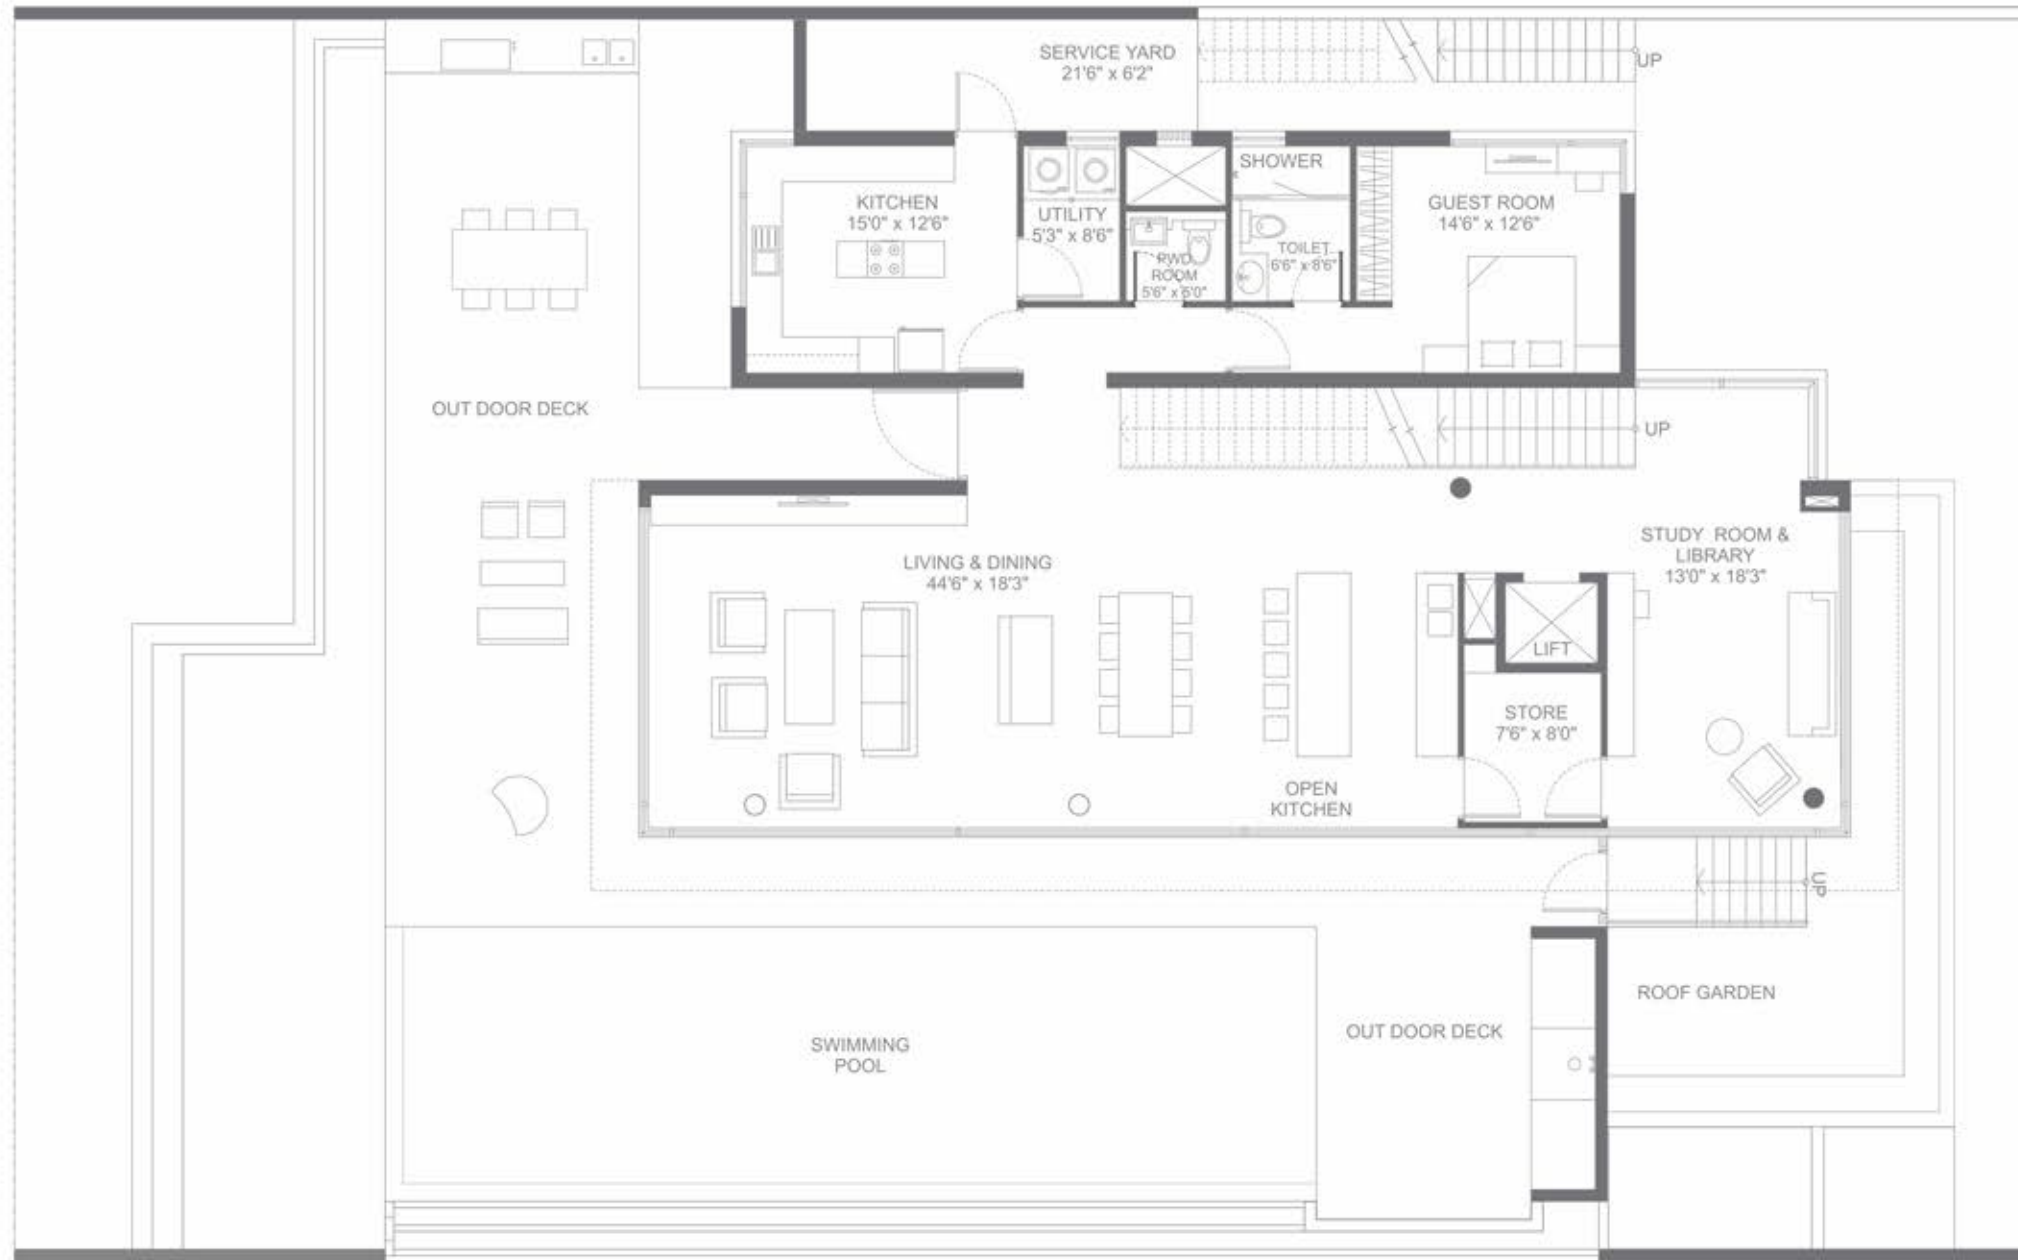 SERVICE YARD
21'6" x 6'2"
UP
SHOWER
KITCHEN
15'0" x 12'6"
UTILITY
5'3" x 8'6"
PWD
ROOM
5'6" x 5'0"
TOILET
6'6" x 8'6"
GUEST ROOM
14'6" x 12'6"
OUT DOOR DECK
UP
LIVING & DINING
44'6" x 18'3"
STUDY ROOM &
LIBRARY
13'0" x 18'3"
LIFT
STORE
7'6" x 8'0"
OPEN
KITCHEN
UP
ROOF GARDEN
OUT DOOR DECK
SWIMMING
POOL